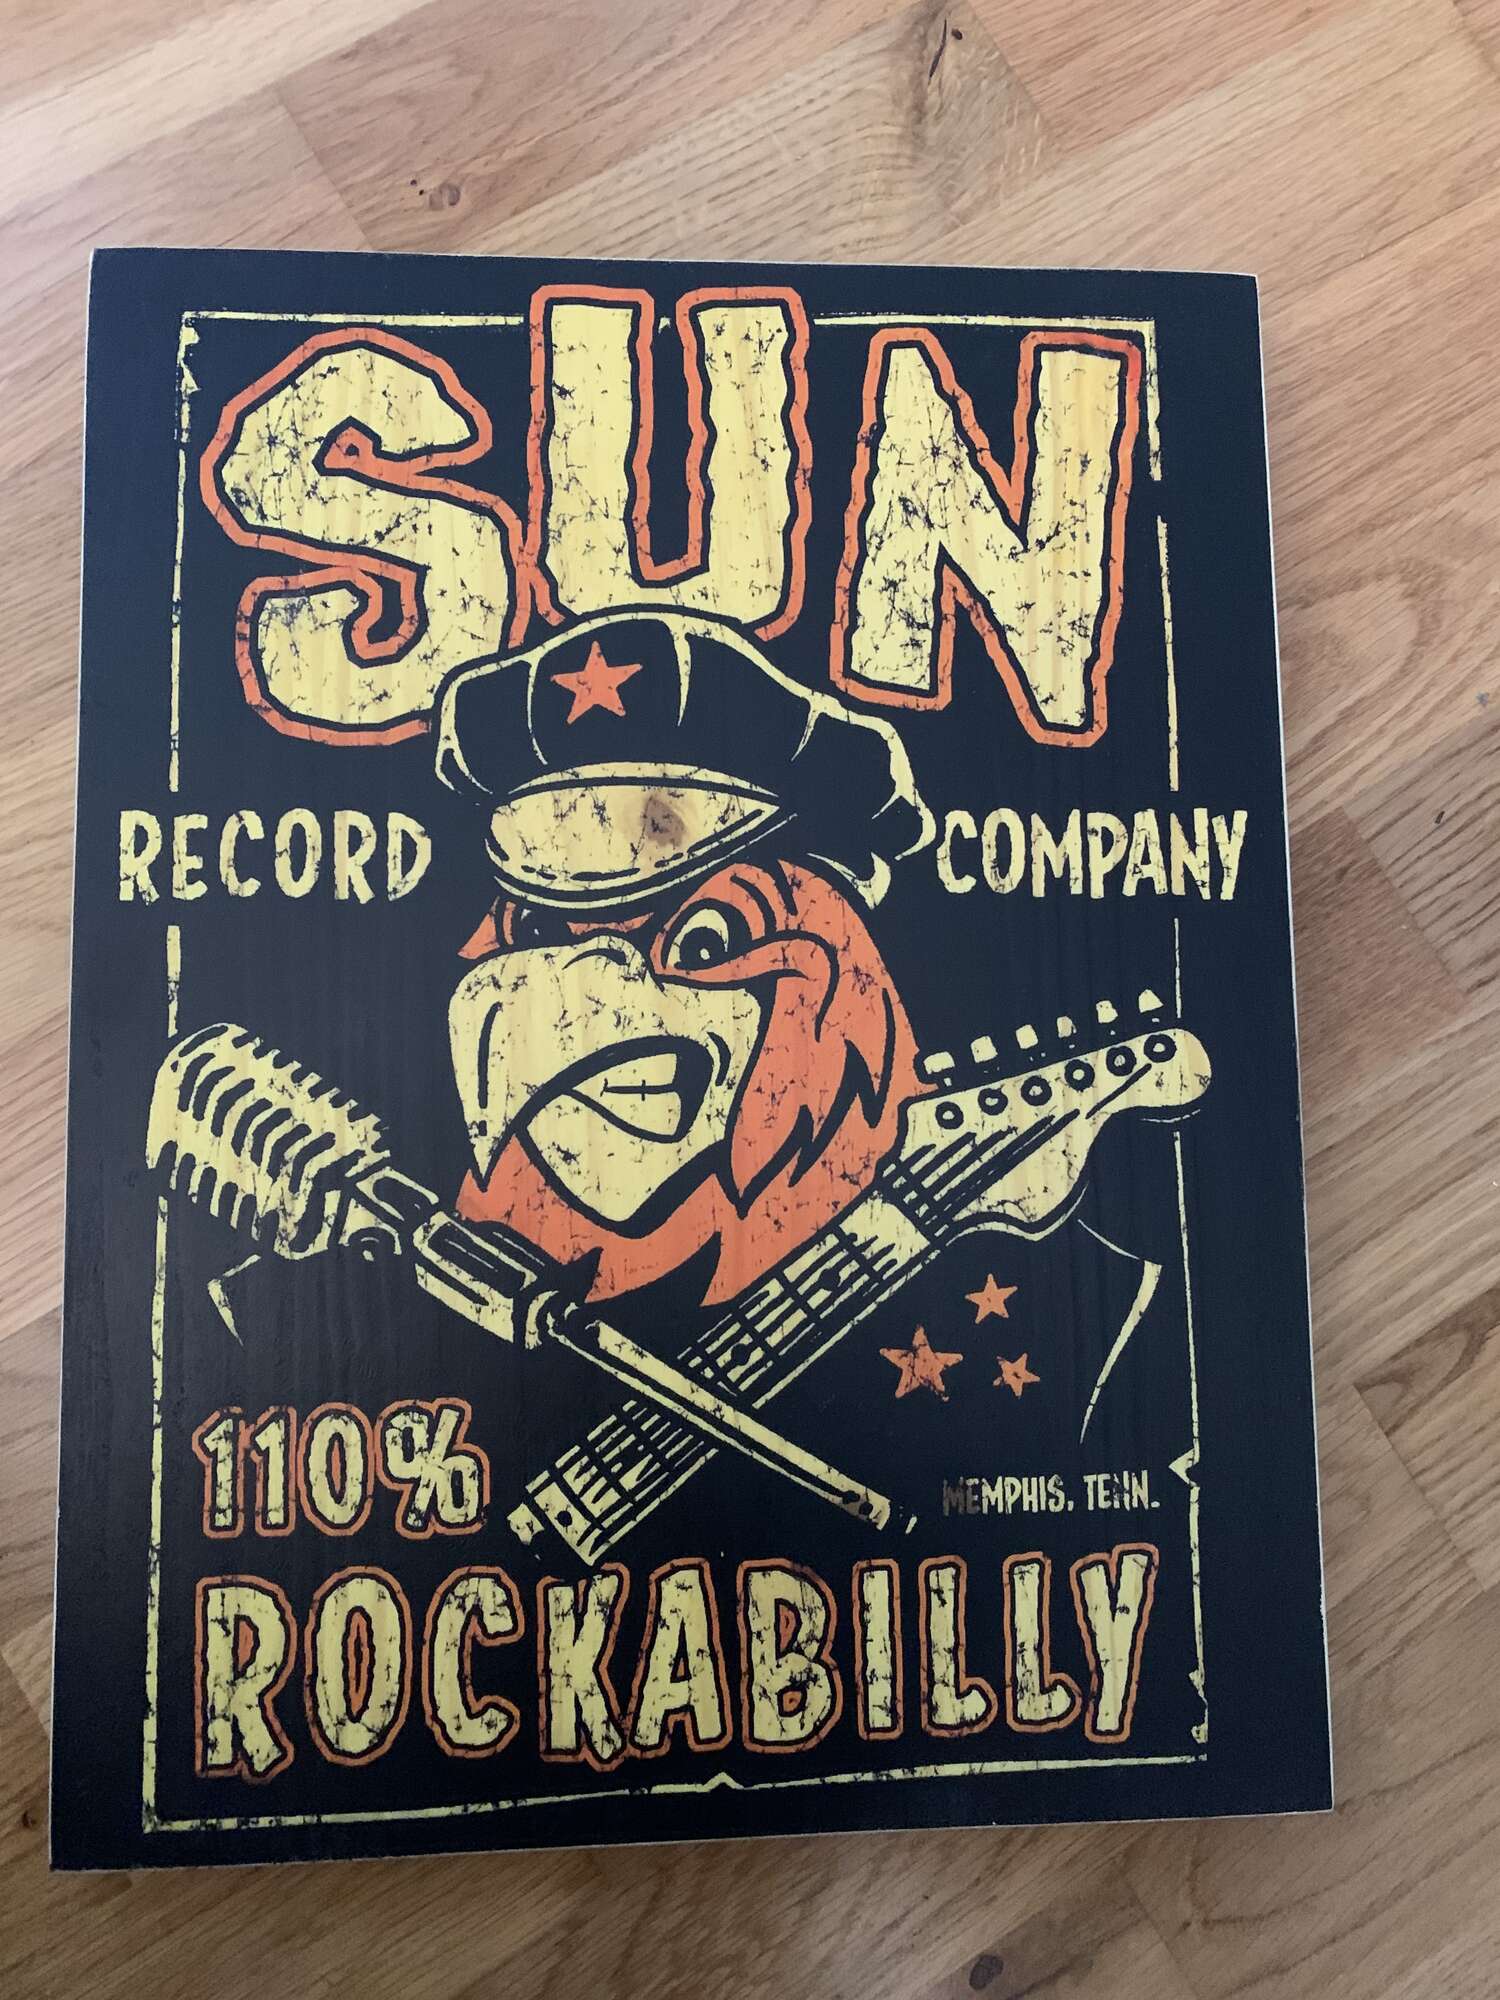 SUN
RECORD COMPANY
110%
MEMPHIS, TENN.
ROCKABILLY